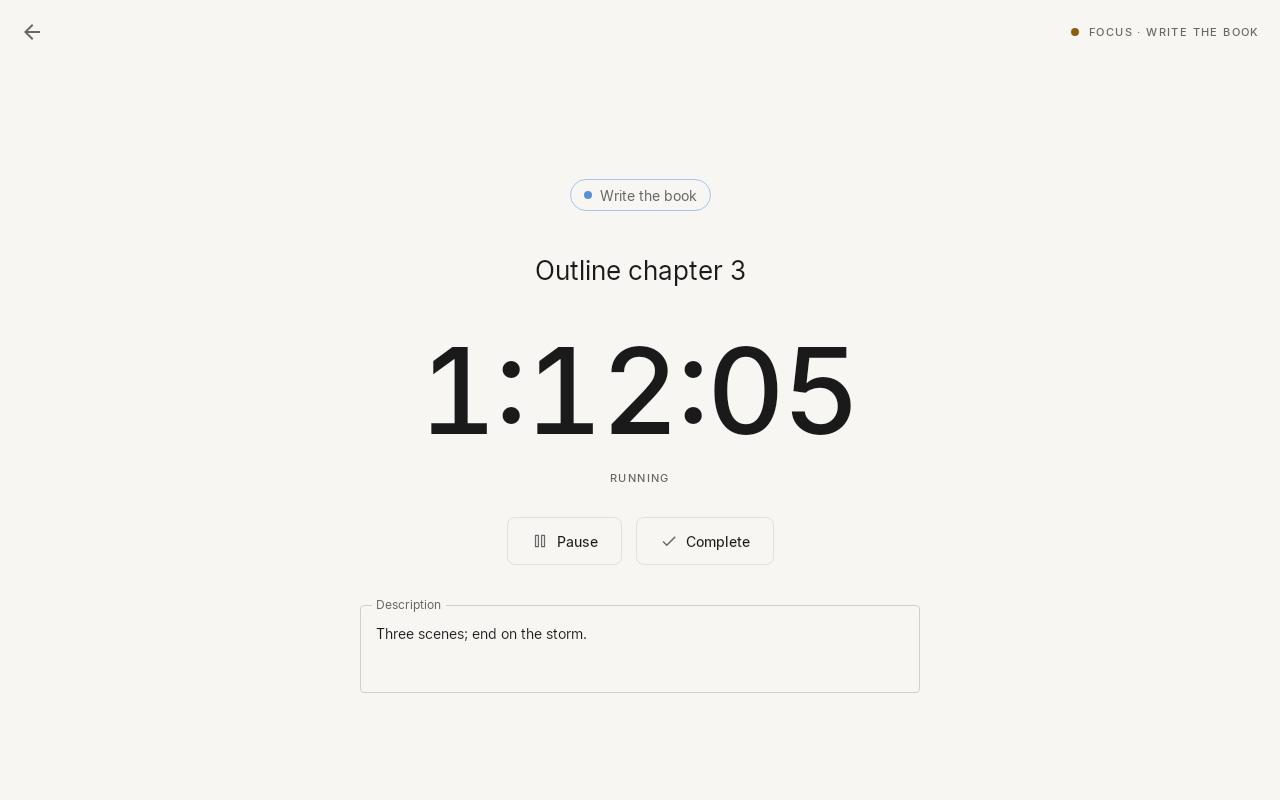 FOCUS · WRITE THE BOOK
Write the book
Outline chapter 3
1:12:05
RUNNING
Pause
Complete
Description
Three scenes; end on the storm.